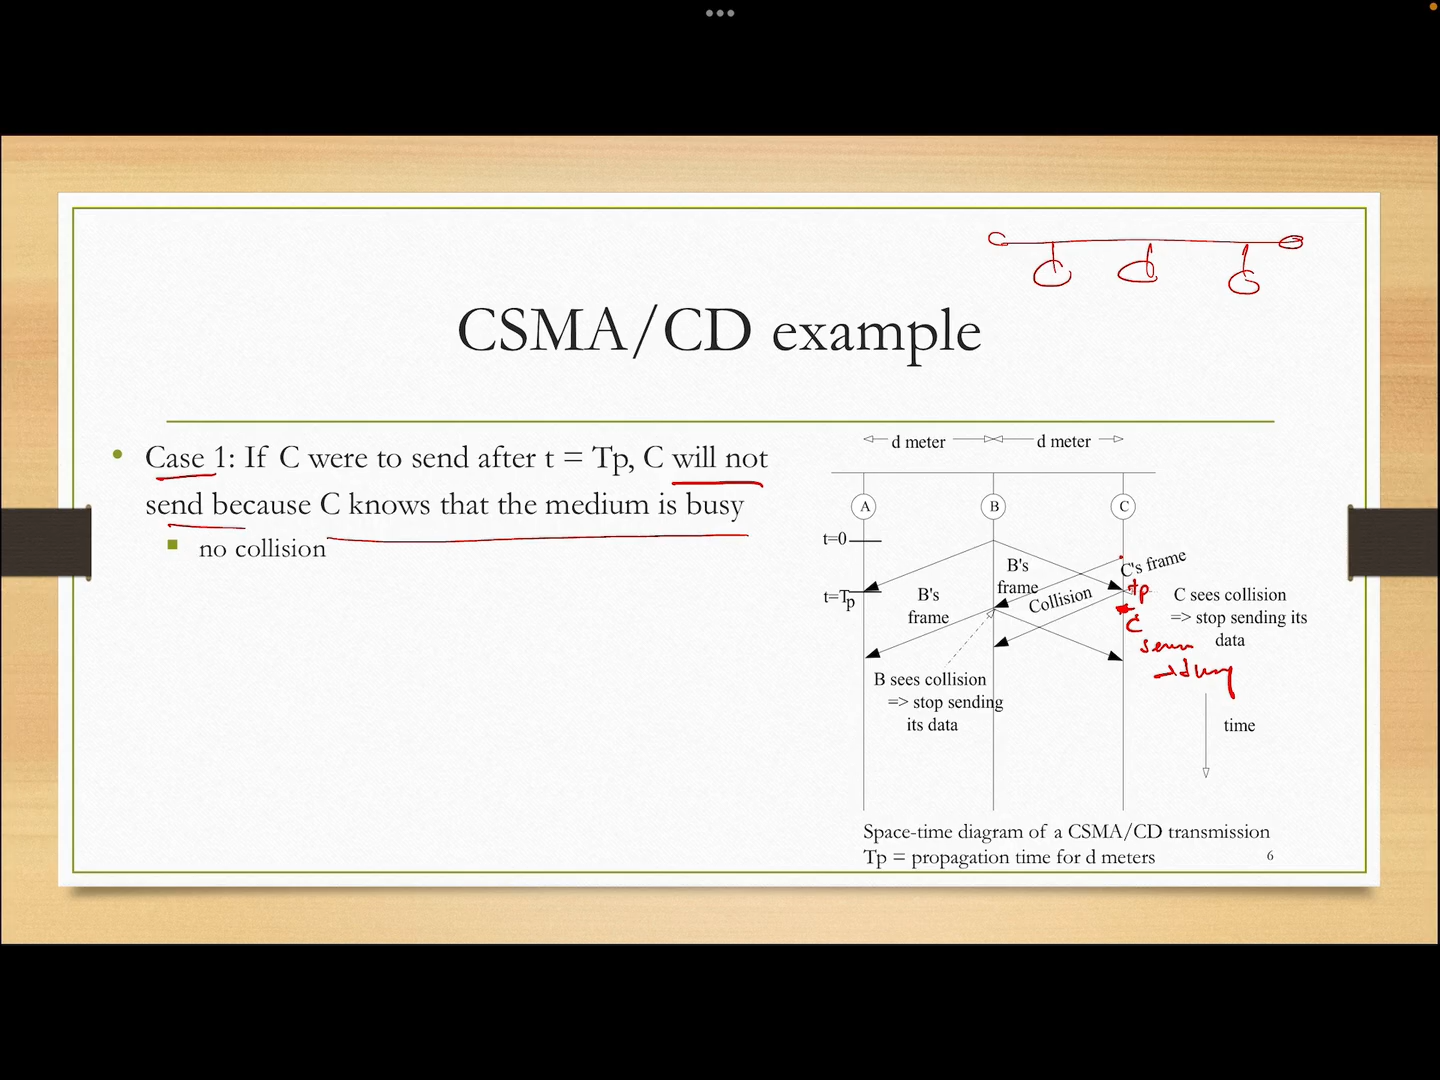 CSMA/CD example
• Case 1: If C were to send after t = Tp, C will not
send because C knows that the medium is busy
▪ no collision
d meter
d meter
A
B
C
t=0
C's frame
B's
frame
t=Tp
B's
frame
Collision
tp
C
C sees collision
=> stop sending its
data
B sees collision
=> stop sending
its data
time
Space-time diagram of a CSMA/CD transmission
Tp = propagation time for d meters
6